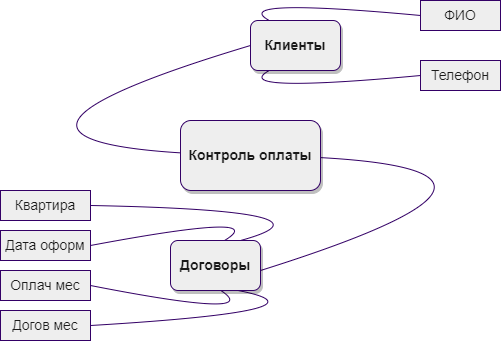 ФИО
Клиенты
Телефон
Контроль оплаты
Квартира
Дата оформ
Договоры
Оплач мес
Догов мес